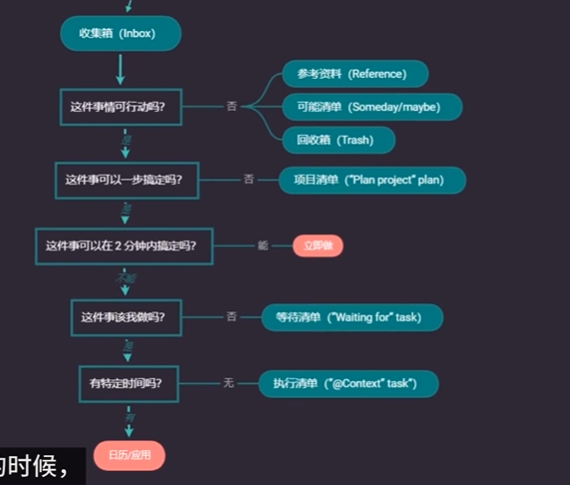 收集箱（Inbox）
参考资料（Reference）
这件事情可行动吗？
否
可能清单（Someday/maybe）
回收箱（Trash）
是
这件事可以一步搞定吗？
否
项目清单（“Plan project” plan）
是
这件事可以在 2 分钟内搞定吗？
能
立即做
不能
这件事该我做吗？
否
等待清单（“Waiting for” task）
是
有特定时间吗？
无
执行清单（“@Context” task”）
有
日历/应用
的时候，